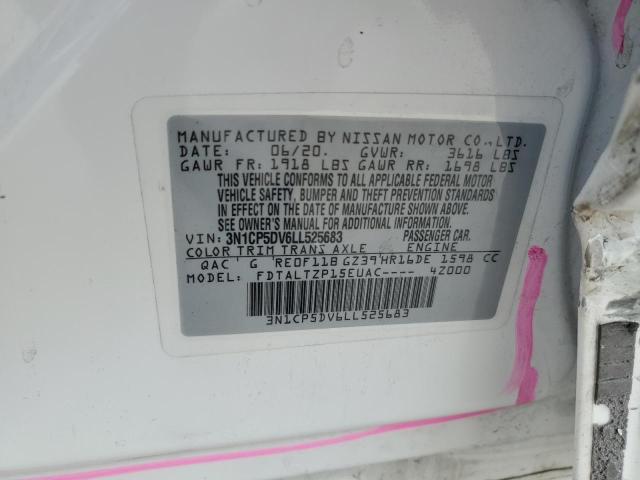 MANUFACTURED BY NISSAN MOTOR CO.,LTD.
DATE: 06/20. GVWR: 3616 LBS
GAWR FR: 1918 LBS GAWR RR: 1698 LBS
THIS VEHICLE CONFORMS TO ALL APPLICABLE FEDERAL MOTOR
VEHICLE SAFETY, BUMPER AND THEFT PREVENTION STANDARDS
IN EFFECT ON THE DATE OF MANUFACTURE SHOWN ABOVE.
SEE OWNER'S MANUAL FOR ADDITIONAL INFORMATION.
VIN: 3N1CP5DV6LL525683 PASSENGER CAR.
COLOR TRIM TRANS AXLE ENGINE
QAC G RE0F11B GZ39 HR16DE 1598 CC
MODEL: FDTALTZP15EUAC---- 4Z000
3N1CP5DV6LL525683